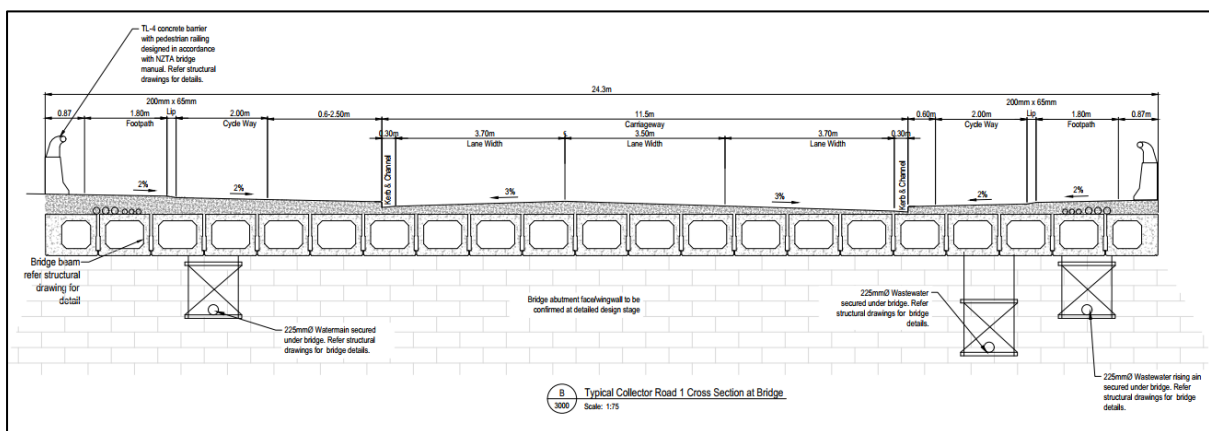 TL-4 concrete barrier
with pedestrian railing
designed in accordance
with NZTA bridge
manual. Refer structural
drawings for details.
24.3m
200mm x 65mm
Lip
200mm x 65mm
Lip
0.87
1.80m
Footpath
2.00m
Cycle Way
0.6-2.50m
11.5m
Carriageway
0.60m
2.00m
Cycle Way
1.80m
Footpath
0.87m
0.30m
3.70m
Lane Width
3.50m
Lane Width
3.70m
Lane Width
0.30m
Kerb & Channel
Kerb & Channel
2%
2%
3%
3%
2%
2%
Bridge beam
refer structural
drawing for
detail
Bridge abutment face/wingwall to be
confirmed at detailed design stage
225mmØ Watermain secured
under bridge. Refer structural
drawings for bridge details.
225mmØ Wastewater
secured under bridge. Refer
structural drawings for bridge
details.
225mmØ Wastewater rising ain
secured under bridge. Refer
structural drawings for bridge
details.
B
3000
Typical Collector Road 1 Cross Section at Bridge
Scale: 1:75